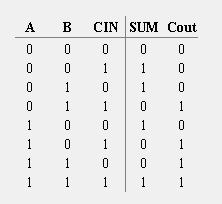 A B CIN SUM Cout
0 0 0 0 0
0 0 1 1 0
0 1 0 1 0
0 1 1 0 1
1 0 0 1 0
1 0 1 0 1
1 1 0 0 1
1 1 1 1 1